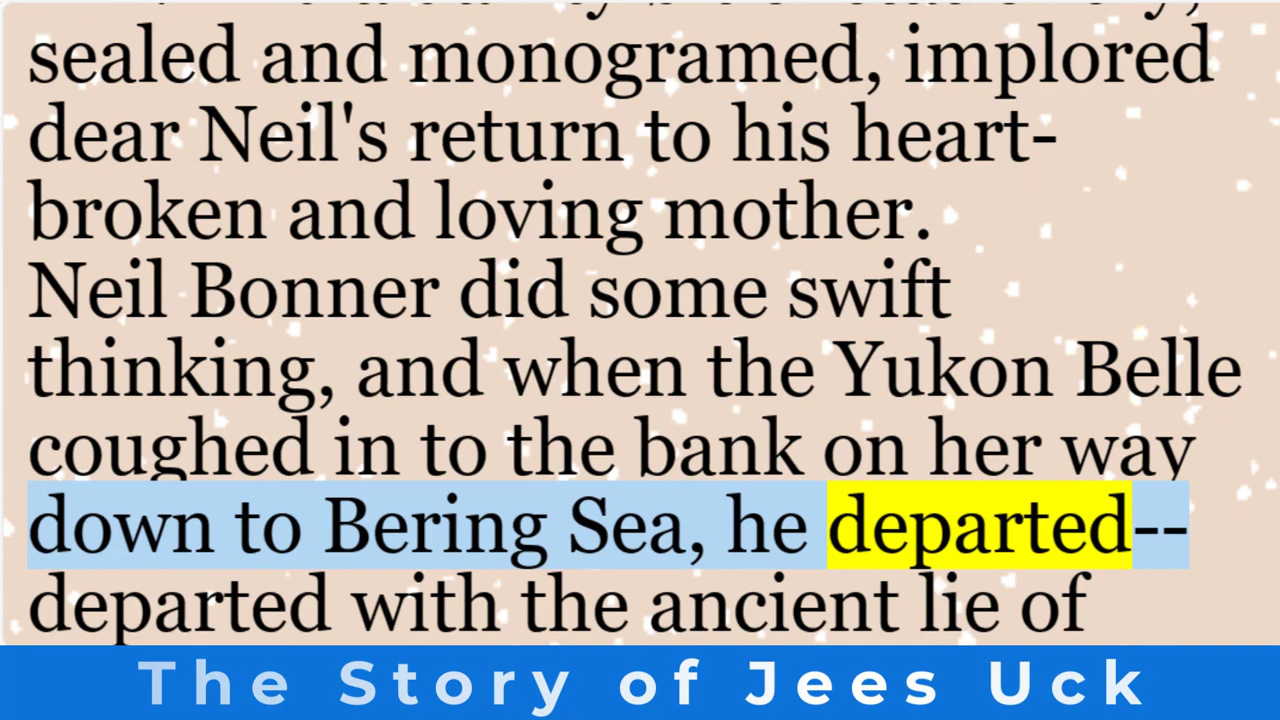 sealed and monogramed, implored
dear Neil's return to his heart-
broken and loving mother.
Neil Bonner did some swift
thinking, and when the Yukon Belle
coughed in to the bank on her way
down to Bering Sea, he departed--
departed with the ancient lie of
The Story of Jees Uck